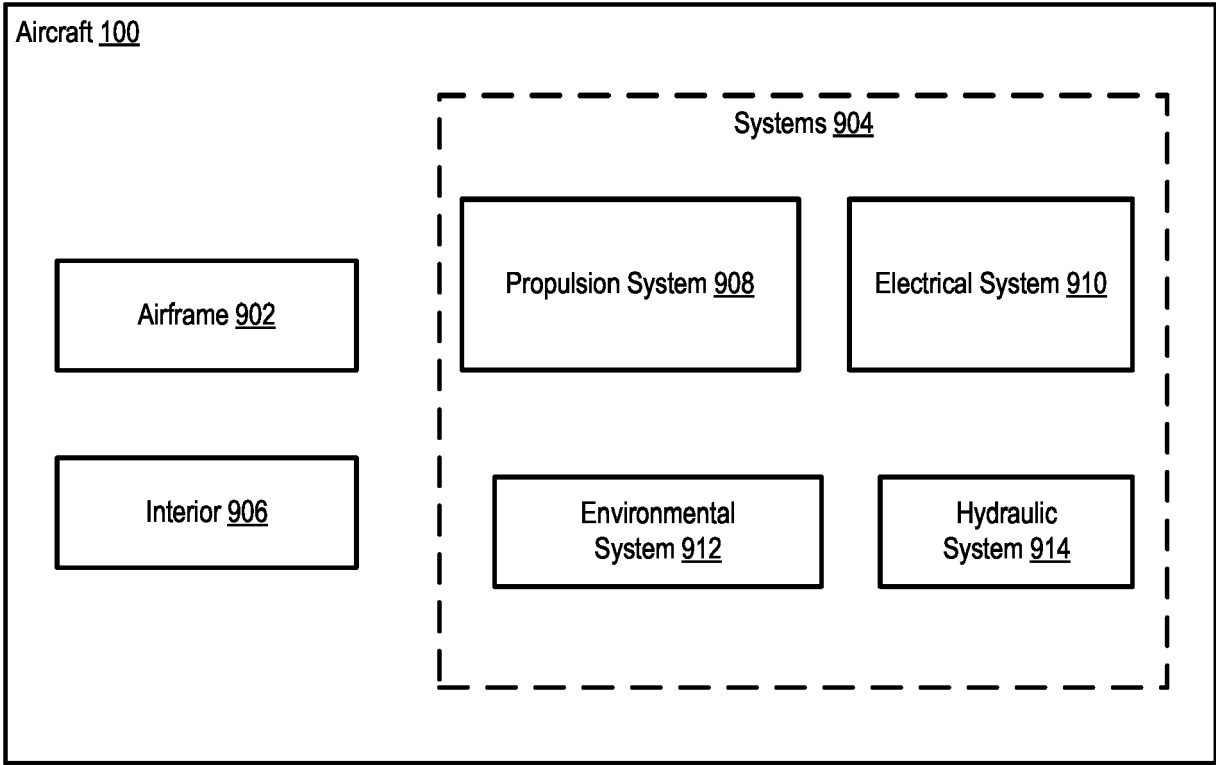 Aircraft 100
Systems 904
Propulsion System 908
Electrical System 910
Airframe 902
Interior 906
Environmental
System 912
Hydraulic
System 914